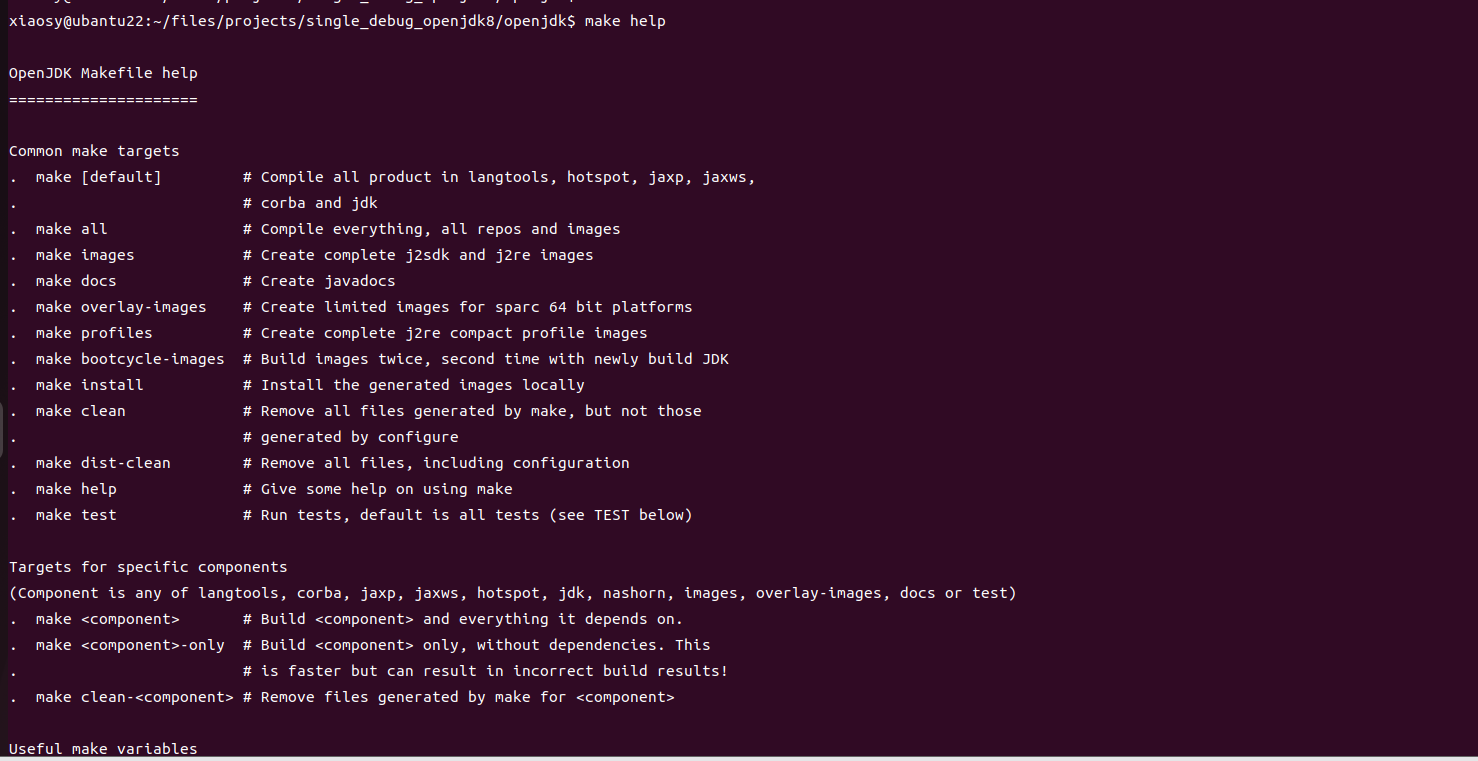 xiaosy@ubuntu22:~/files/projects/single_debug_openjdk8/openjdk$ make help
OpenJDK Makefile help
=====================
Common make targets
.  make [default]         # Compile all product in langtools, hotspot, jaxp, jaxws,
.                         # corba and jdk
.  make all               # Compile everything, all repos and images
.  make images            # Create complete j2sdk and j2re images
.  make docs              # Create javadocs
.  make overlay-images    # Create limited images for sparc 64 bit platforms
.  make profiles          # Create complete j2re compact profile images
.  make bootcycle-images  # Build images twice, second time with newly build JDK
.  make install           # Install the generated images locally
.  make clean             # Remove all files generated by make, but not those
.                         # generated by configure
.  make dist-clean        # Remove all files, including configuration
.  make help              # Give some help on using make
.  make test              # Run tests, default is all tests (see TEST below)
Targets for specific components
(Component is any of langtools, corba, jaxp, jaxws, hotspot, jdk, nashorn, images, overlay-images, docs or test)
.  make <component>       # Build <component> and everything it depends on.
.  make <component>-only  # Build <component> only, without dependencies. This
.                         # is faster but can result in incorrect build results!
.  make clean-<component> # Remove files generated by make for <component>
Useful make variables